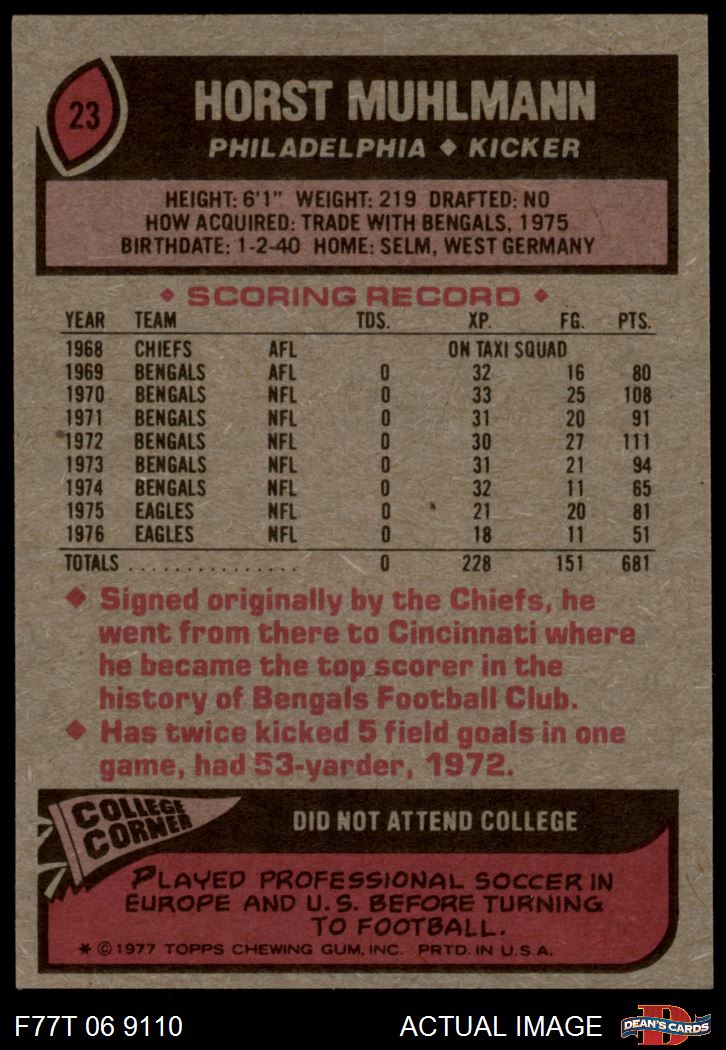 23
HORST MUHLMANN
PHILADELPHIA ◆ KICKER
HEIGHT: 6'1" WEIGHT: 219 DRAFTED: NO
HOW ACQUIRED: TRADE WITH BENGALS, 1975
BIRTHDATE: 1-2-40 HOME: SELM, WEST GERMANY
◆ SCORING RECORD ◆
YEAR TEAM TDS. XP. FG. PTS.
1968 CHIEFS AFL ON TAXI SQUAD
1969 BENGALS AFL 0 32 16 80
1970 BENGALS NFL 0 33 25 108
1971 BENGALS NFL 0 31 20 91
1972 BENGALS NFL 0 30 27 111
1973 BENGALS NFL 0 31 21 94
1974 BENGALS NFL 0 32 11 65
1975 EAGLES NFL 0 21 20 81
1976 EAGLES NFL 0 18 11 51
TOTALS ............... 0 228 151 681
◆ Signed originally by the Chiefs, he
went from there to Cincinnati where
he became the top scorer in the
history of Bengals Football Club.
◆ Has twice kicked 5 field goals in one
game, had 53-yarder, 1972.
COLLEGE
CORNER
DID NOT ATTEND COLLEGE
PLAYED PROFESSIONAL SOCCER IN
EUROPE AND U.S. BEFORE TURNING
TO FOOTBALL.
* © 1977 TOPPS CHEWING GUM, INC. PRTD. IN U.S.A.
F77T 06 9110 ACTUAL IMAGE
D
DEAN'S CARDS